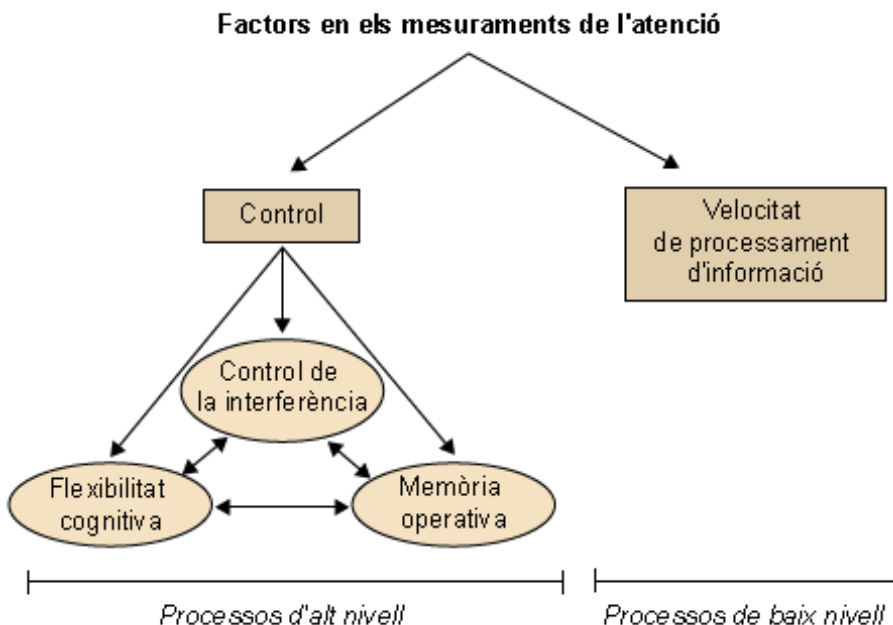 Factors en els mesuraments de l'atenció
Control
Velocitat
de processament
d'informació
Control de
la interferència
Flexibilitat
cognitiva
Memòria
operativa
Processos d'alt nivell
Processos de baix nivell